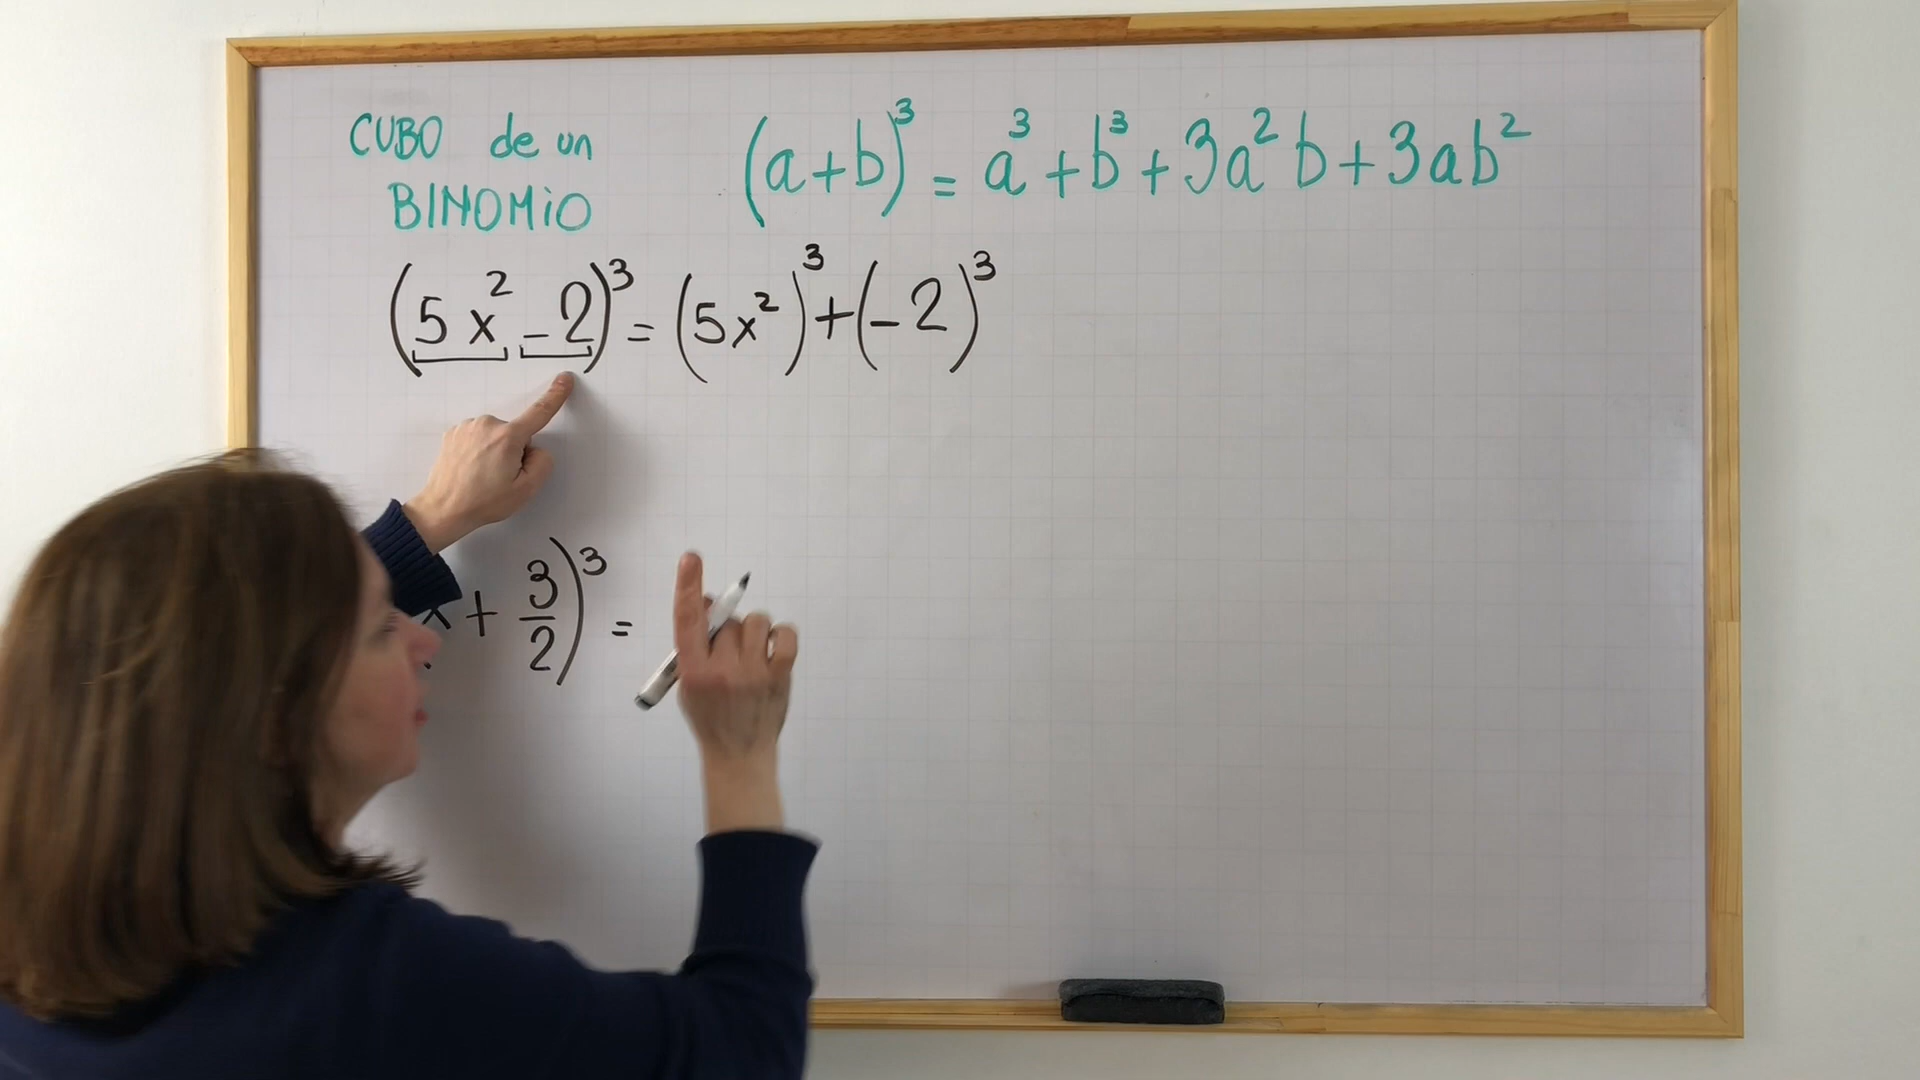 CUBO de un
BINOMIO
(a+b)³ = a³+b³+3a²b+3ab²
(5x²-2)³ = (5x²)³+(-2)³
x + 3/2)³ =